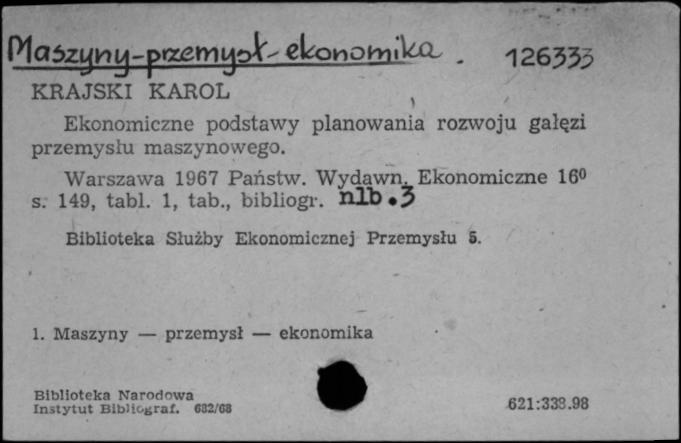 Maszyny-przemysł-ekonomika. 126333
KRAJSKI KAROL
Ekonomiczne podstawy planowania rozwoju gałęzi
przemysłu maszynowego.
Warszawa 1967 Państw. Wydawn. Ekonomiczne 16⁰
s. 149, tabl. 1, tab., bibliogr. nlb.3
Biblioteka Służby Ekonomicznej Przemysłu 5.
1. Maszyny — przemysł — ekonomika
Biblioteka Narodowa
Instytut Bibliograf. 682/68
621:338.98